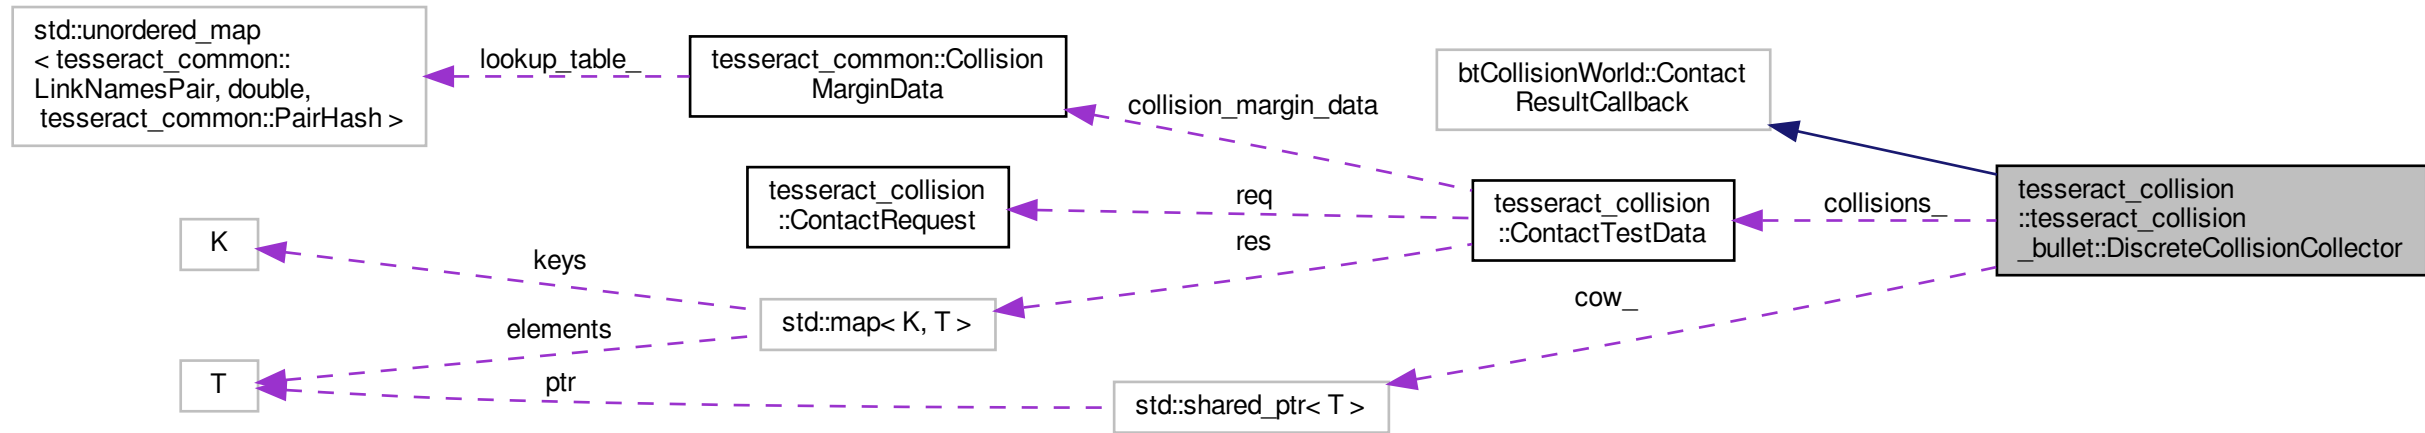 std::unordered_map
< tesseract_common::
LinkNamesPair, double,
tesseract_common::PairHash >
lookup_table_
tesseract_common::Collision
MarginData
collision_margin_data
btCollisionWorld::Contact
ResultCallback
tesseract_collision
::ContactRequest
req
res
tesseract_collision
::ContactTestData
collisions_
tesseract_collision
::tesseract_collision
_bullet::DiscreteCollisionCollector
K
keys
std::map< K, T >
elements
cow_
T
ptr
std::shared_ptr< T >